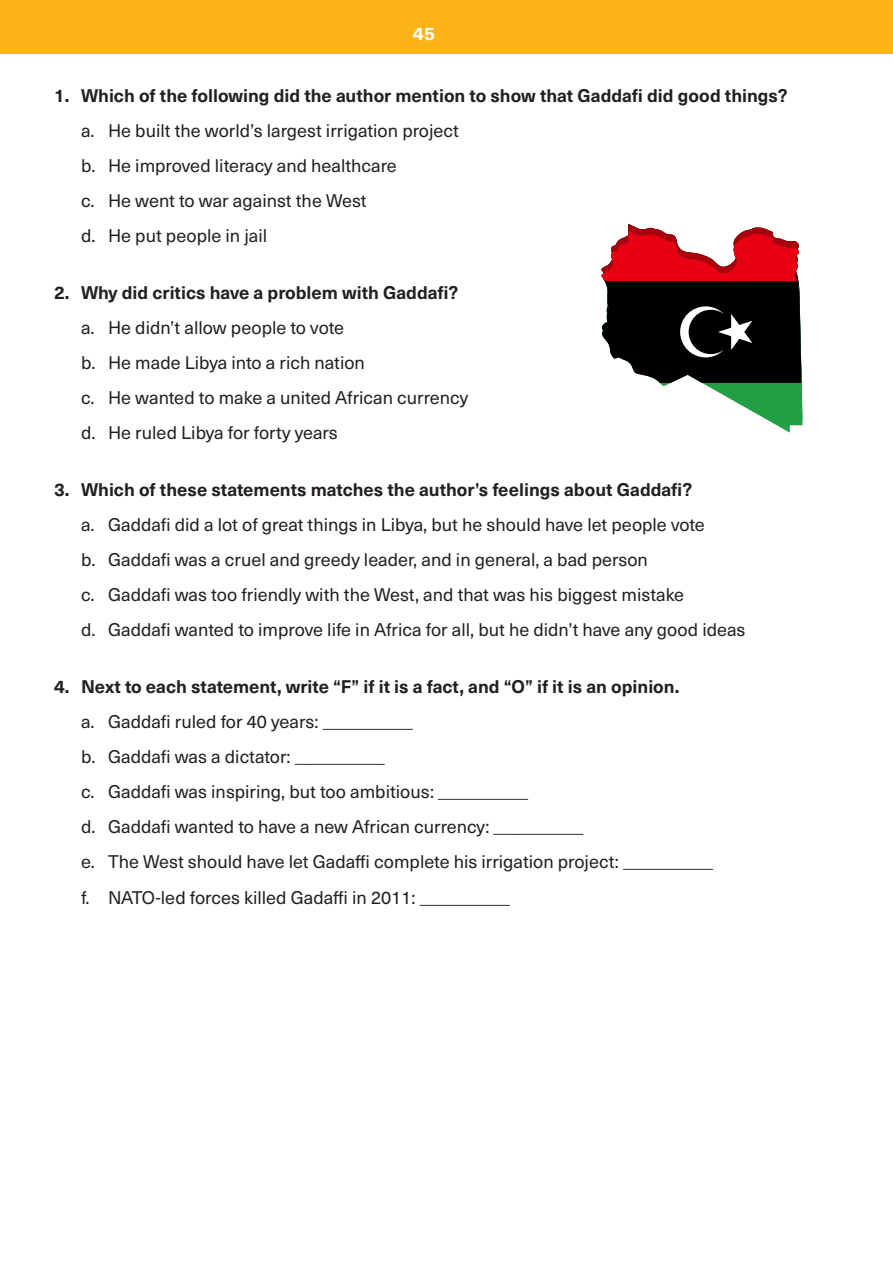 45
1. Which of the following did the author mention to show that Gaddafi did good things?
a. He built the world's largest irrigation project
b. He improved literacy and healthcare
c. He went to war against the West
d. He put people in jail
2. Why did critics have a problem with Gaddafi?
a. He didn't allow people to vote
b. He made Libya into a rich nation
c. He wanted to make a united African currency
d. He ruled Libya for forty years
3. Which of these statements matches the author's feelings about Gaddafi?
a. Gaddafi did a lot of great things in Libya, but he should have let people vote
b. Gaddafi was a cruel and greedy leader, and in general, a bad person
c. Gaddafi was too friendly with the West, and that was his biggest mistake
d. Gaddafi wanted to improve life in Africa for all, but he didn't have any good ideas
4. Next to each statement, write “F” if it is a fact, and “O” if it is an opinion.
a. Gaddafi ruled for 40 years: __________
b. Gaddafi was a dictator: __________
c. Gaddafi was inspiring, but too ambitious: __________
d. Gaddafi wanted to have a new African currency: __________
e. The West should have let Gadaffi complete his irrigation project: __________
f. NATO-led forces killed Gadaffi in 2011: __________